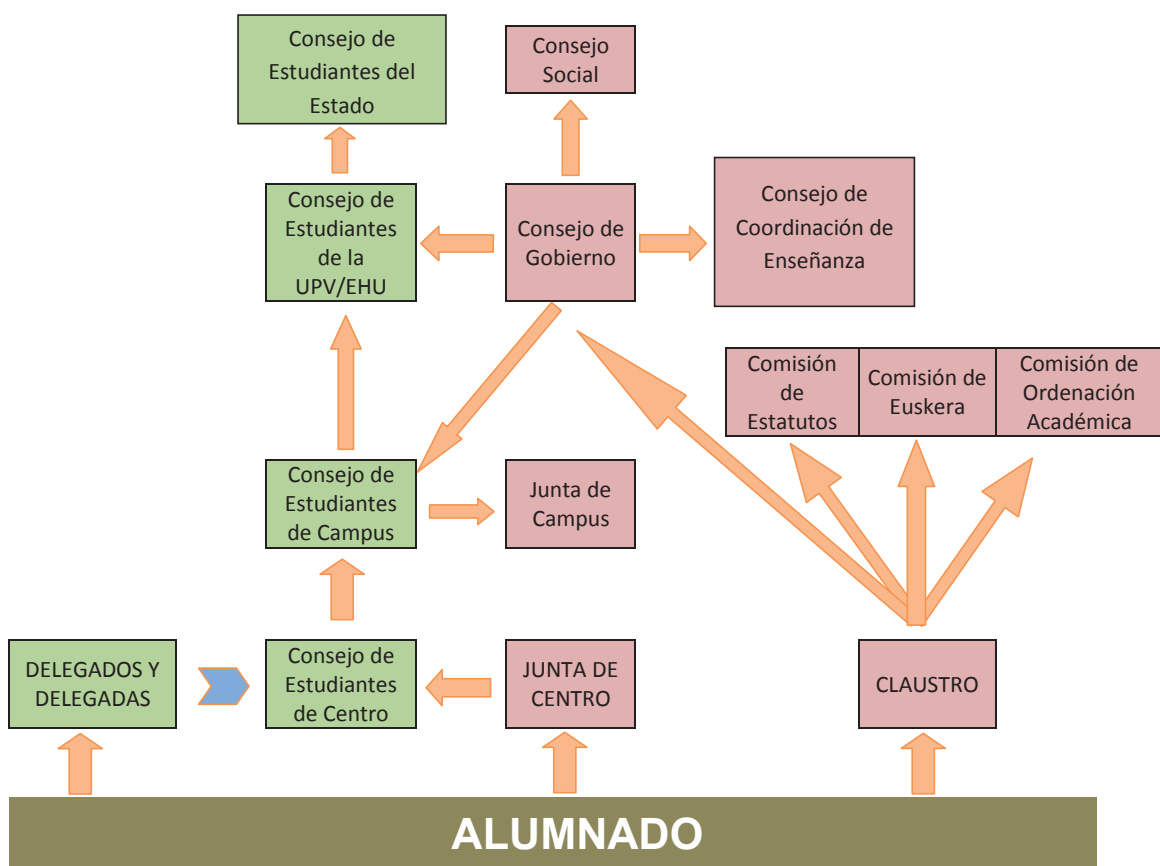 Consejo de
Estudiantes del
Estado
Consejo
Social
Consejo de
Estudiantes
de la
UPV/EHU
Consejo de
Gobierno
Consejo de
Coordinación de
Enseñanza
Comisión
de
Estatutos
Comisión de
Euskera
Comisión de
Ordenación
Académica
Consejo de
Estudiantes
de Campus
Junta de
Campus
DELEGADOS Y
DELEGADAS
Consejo de
Estudiantes
de Centro
JUNTA DE
CENTRO
CLAUSTRO
ALUMNADO